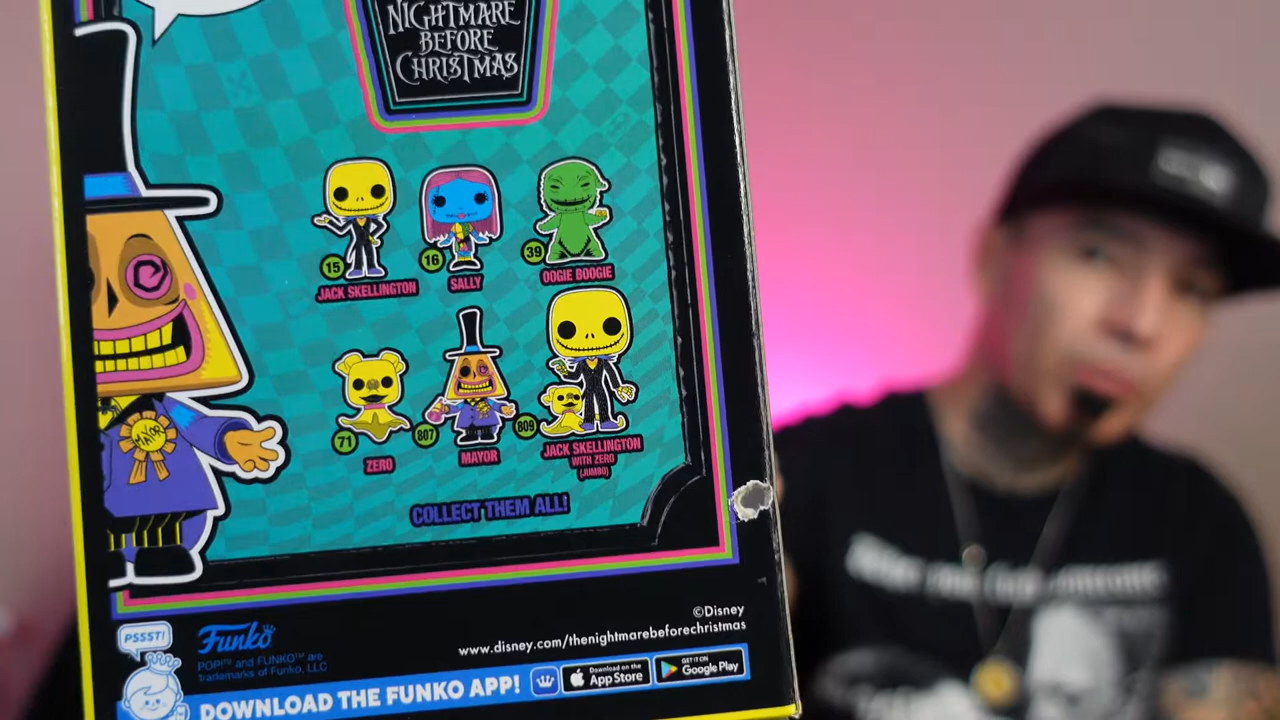 NIGHTMARE
BEFORE
CHRISTMAS
15
JACK SKELLINGTON
16
SALLY
39
OOGIE BOOGIE
71
ZERO
807
MAYOR
809
JACK SKELLINGTON
WITH ZERO
(JUMBO)
MAYOR
COLLECT THEM ALL!
©Disney
www.disney.com/thenightmarebeforechristmas
PSSST!
Funko
POP!™ and FUNKO™ are
trademarks of Funko, LLC
DOWNLOAD THE FUNKO APP!
Download on the
App Store
GET IT ON
Google Play